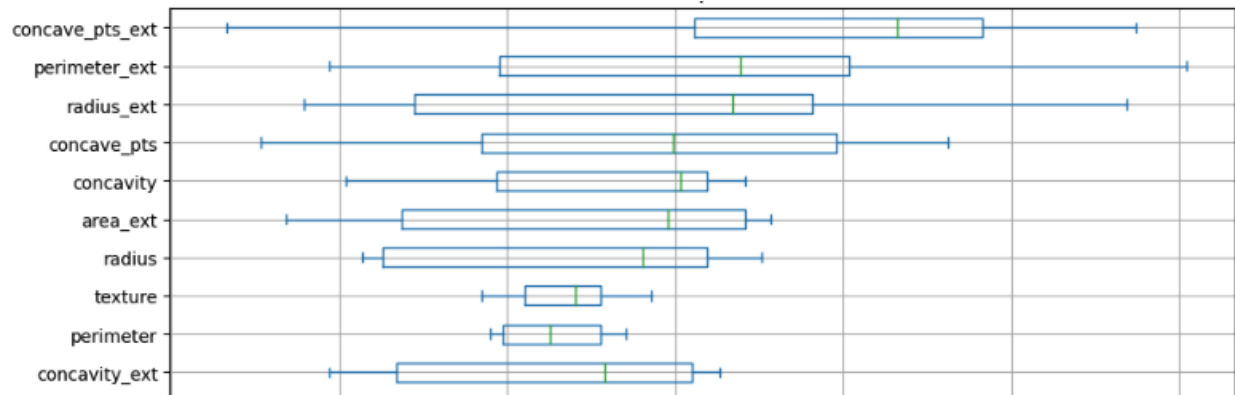 concave_pts_ext
perimeter_ext
radius_ext
concave_pts
concavity
area_ext
radius
texture
perimeter
concavity_ext